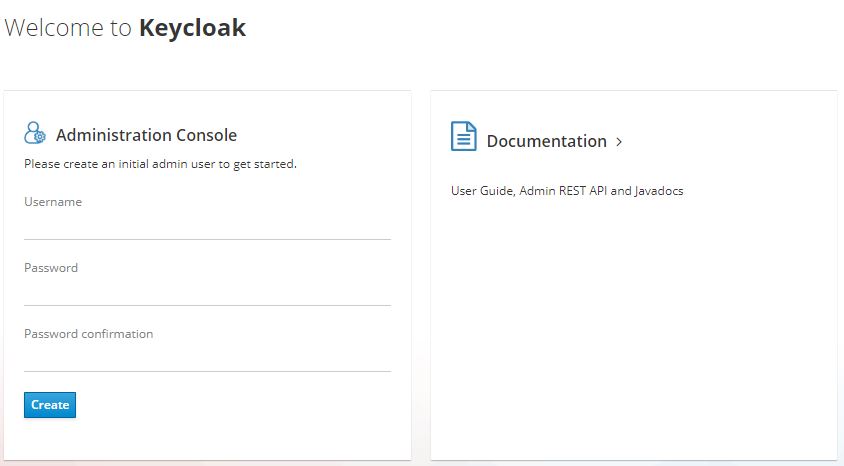 Welcome to Keycloak
Administration Console
Please create an initial admin user to get started.
Username
Password
Password confirmation
Create
Documentation >
User Guide, Admin REST API and Javadocs